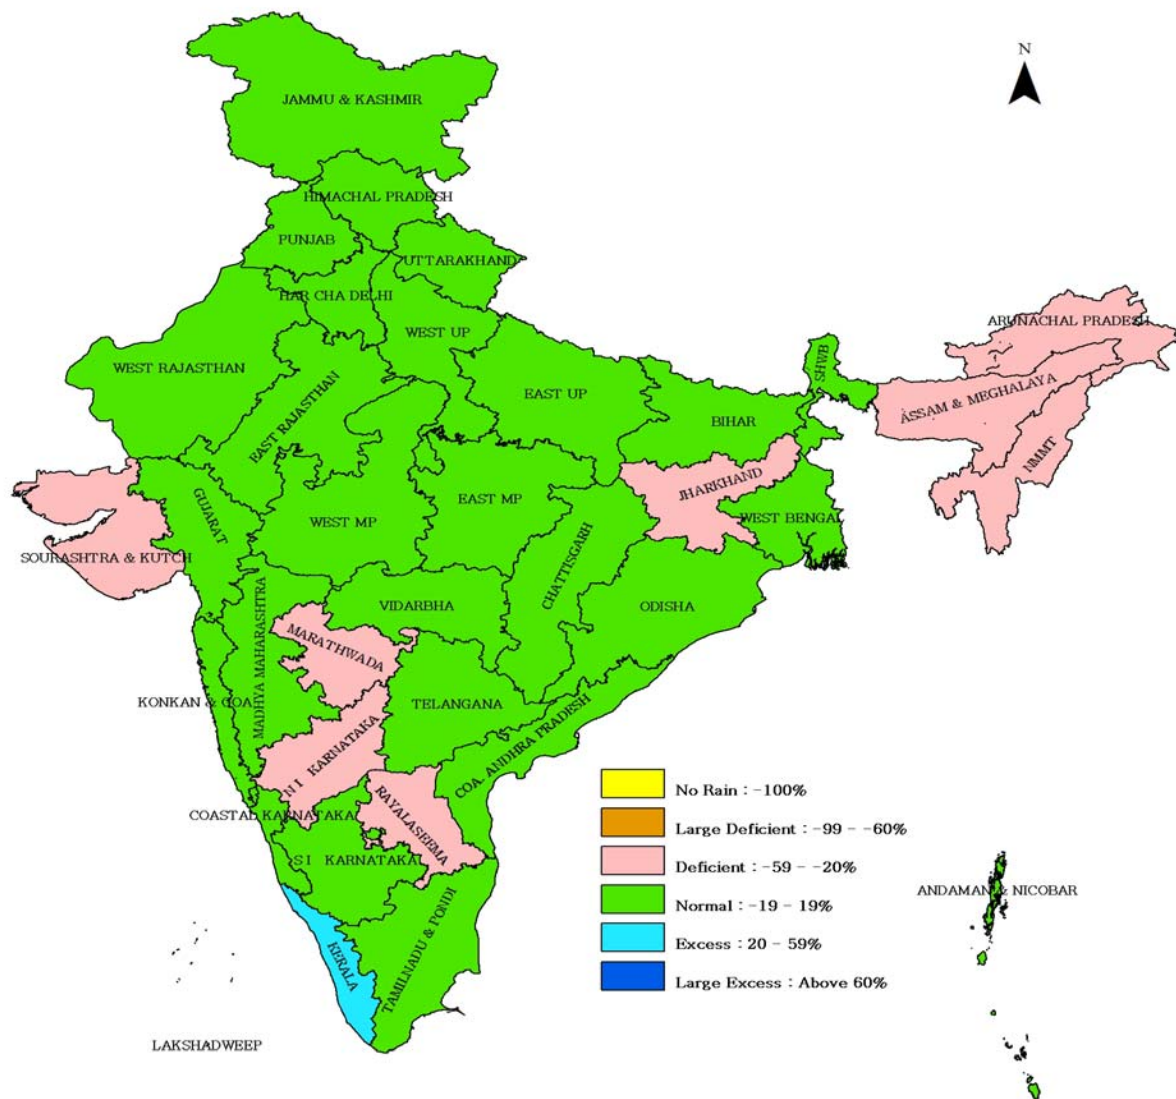 N
JAMMU & KASHMIR
HIMACHAL PRADESH
PUNJAB
UTTARAKHAND
HAR CHA DELHI
WEST UP
ARUNACHAL PRADESH
WEST RAJASTHAN
EAST RAJASTHAN
EAST UP
SHWB
ASSAM & MEGHALAYA
BIHAR
NMMT
JHARKHAND
GUJARAT
WEST MP
EAST MP
WEST BENGAL
SOURASHTRA & KUTCH
CHATTISGARH
VIDARBHA
ODISHA
MADHYA MAHARASHTRA
MARATHWADA
KONKAN & GOA
TELANGANA
N I KARNATAKA
COA. ANDHRA PRADESH
COASTAL KARNATAKA
RAYALASEEMA
S I KARNATAKA
KERALA
TAMILNADU & PONDI
LAKSHADWEEP
ANDAMAN & NICOBAR
No Rain : -100%
Large Deficient : -99 - -60%
Deficient : -59 - -20%
Normal : -19 - 19%
Excess : 20 - 59%
Large Excess : Above 60%